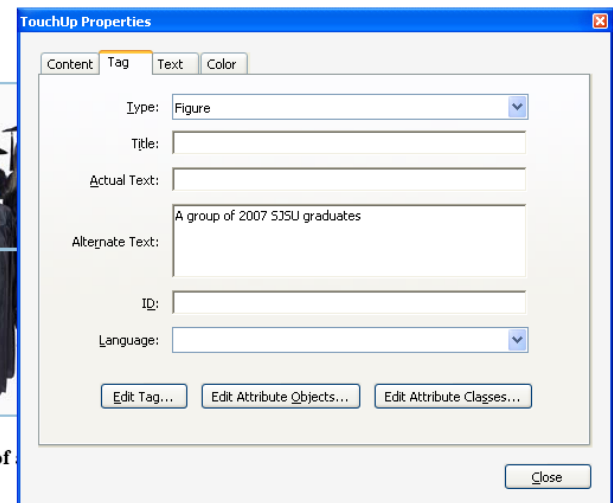 TouchUp Properties
Content Tag Text Color
Type: Figure
Title:
Actual Text:
Alternate Text: A group of 2007 SJSU graduates
ID:
Language:
Edit Tag... Edit Attribute Objects... Edit Attribute Classes...
of
Close